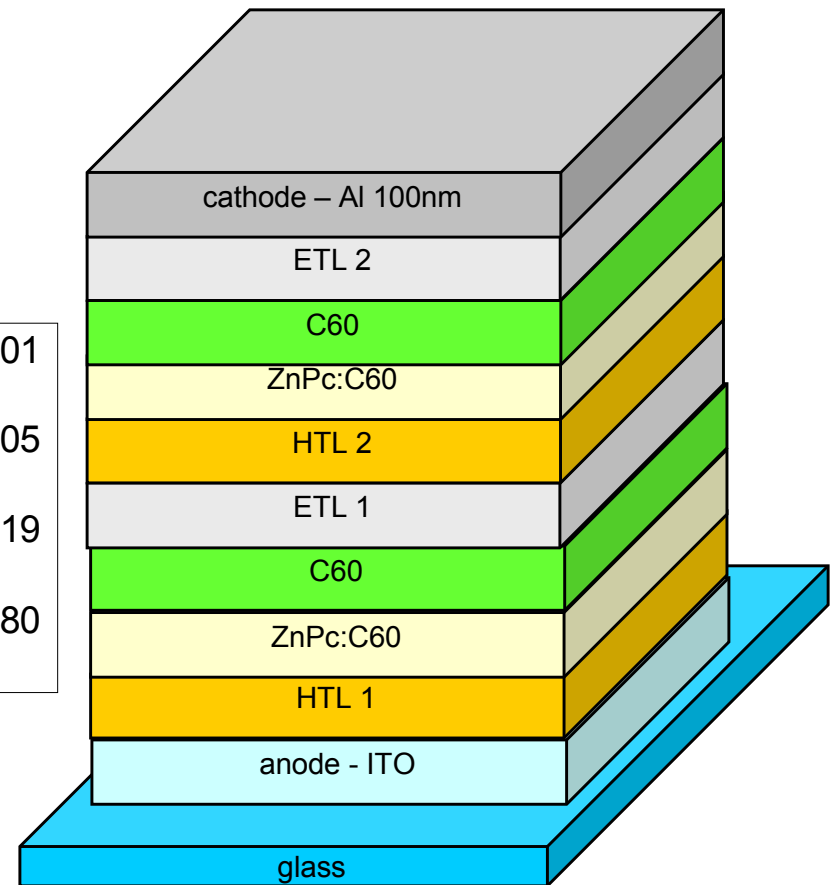 cathode – Al 100nm
ETL 2
C60
01
ZnPc:C60
05
HTL 2
ETL 1
19
C60
80
ZnPc:C60
HTL 1
anode - ITO
glass